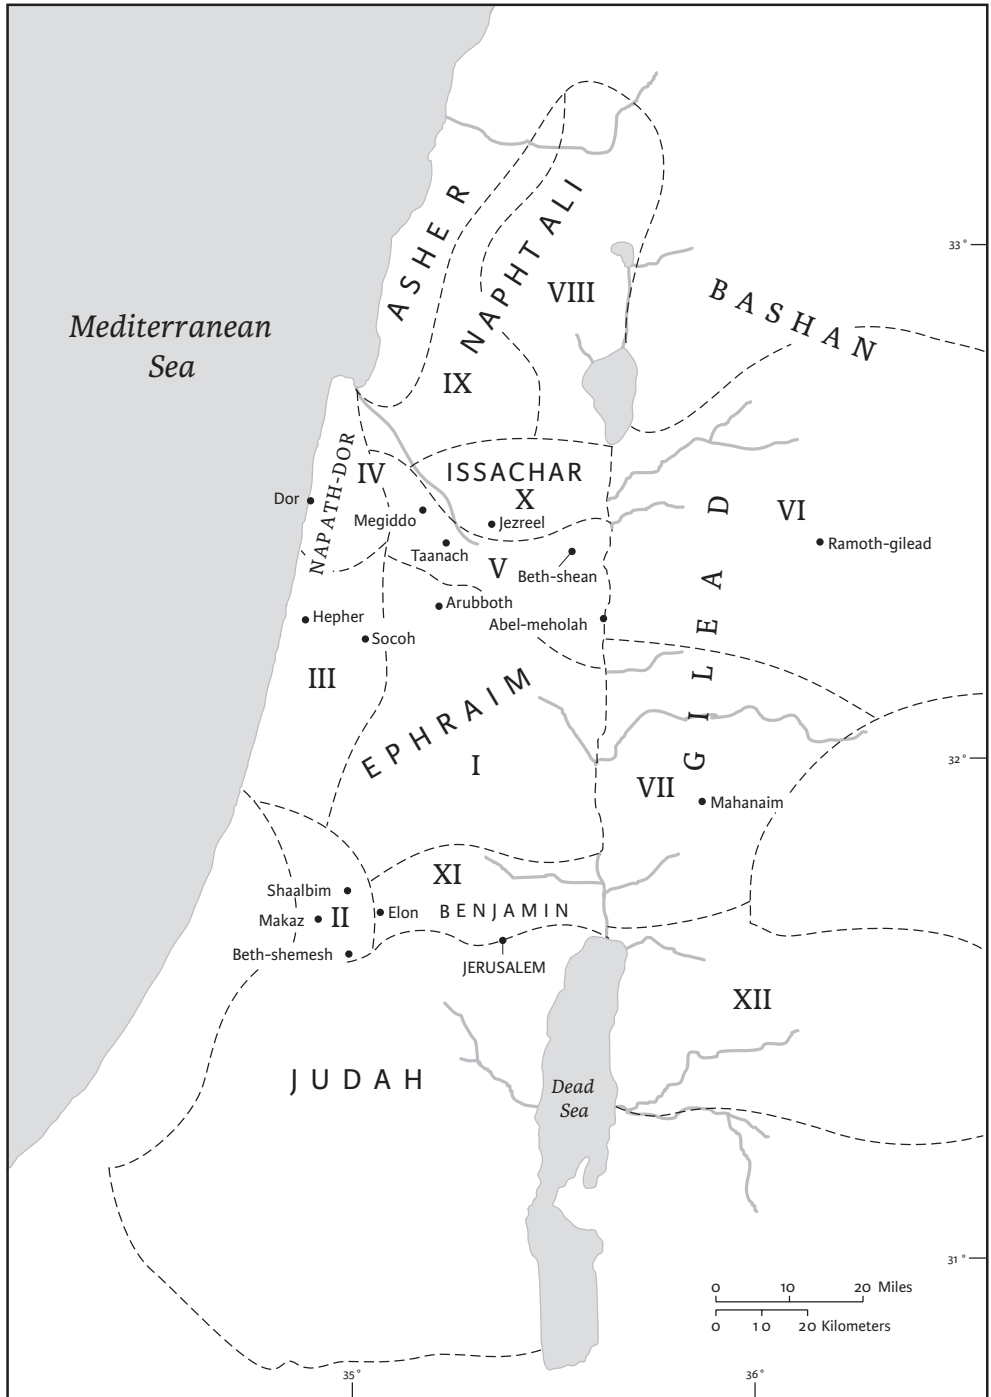 ASHER
NAPHTALI
33°
VIII
BASHAN
Mediterranean
Sea
IX
NAPATH-DOR
IV
ISSACHAR
X
Dor
Megiddo
Jezreel
VI
Ramoth-gilead
Taanach
V
Beth-shean
GILEAD
Arubboth
Hepher
Abel-meholah
Socoh
III
EPHRAIM
I
32°
VII
Mahanaim
XI
Shaalbim
Makaz
II
Elon
BENJAMIN
Beth-shemesh
JERUSALEM
XII
JUDAH
Dead
Sea
31°
0 10 20 Miles
0 10 20 Kilometers
35°
36°